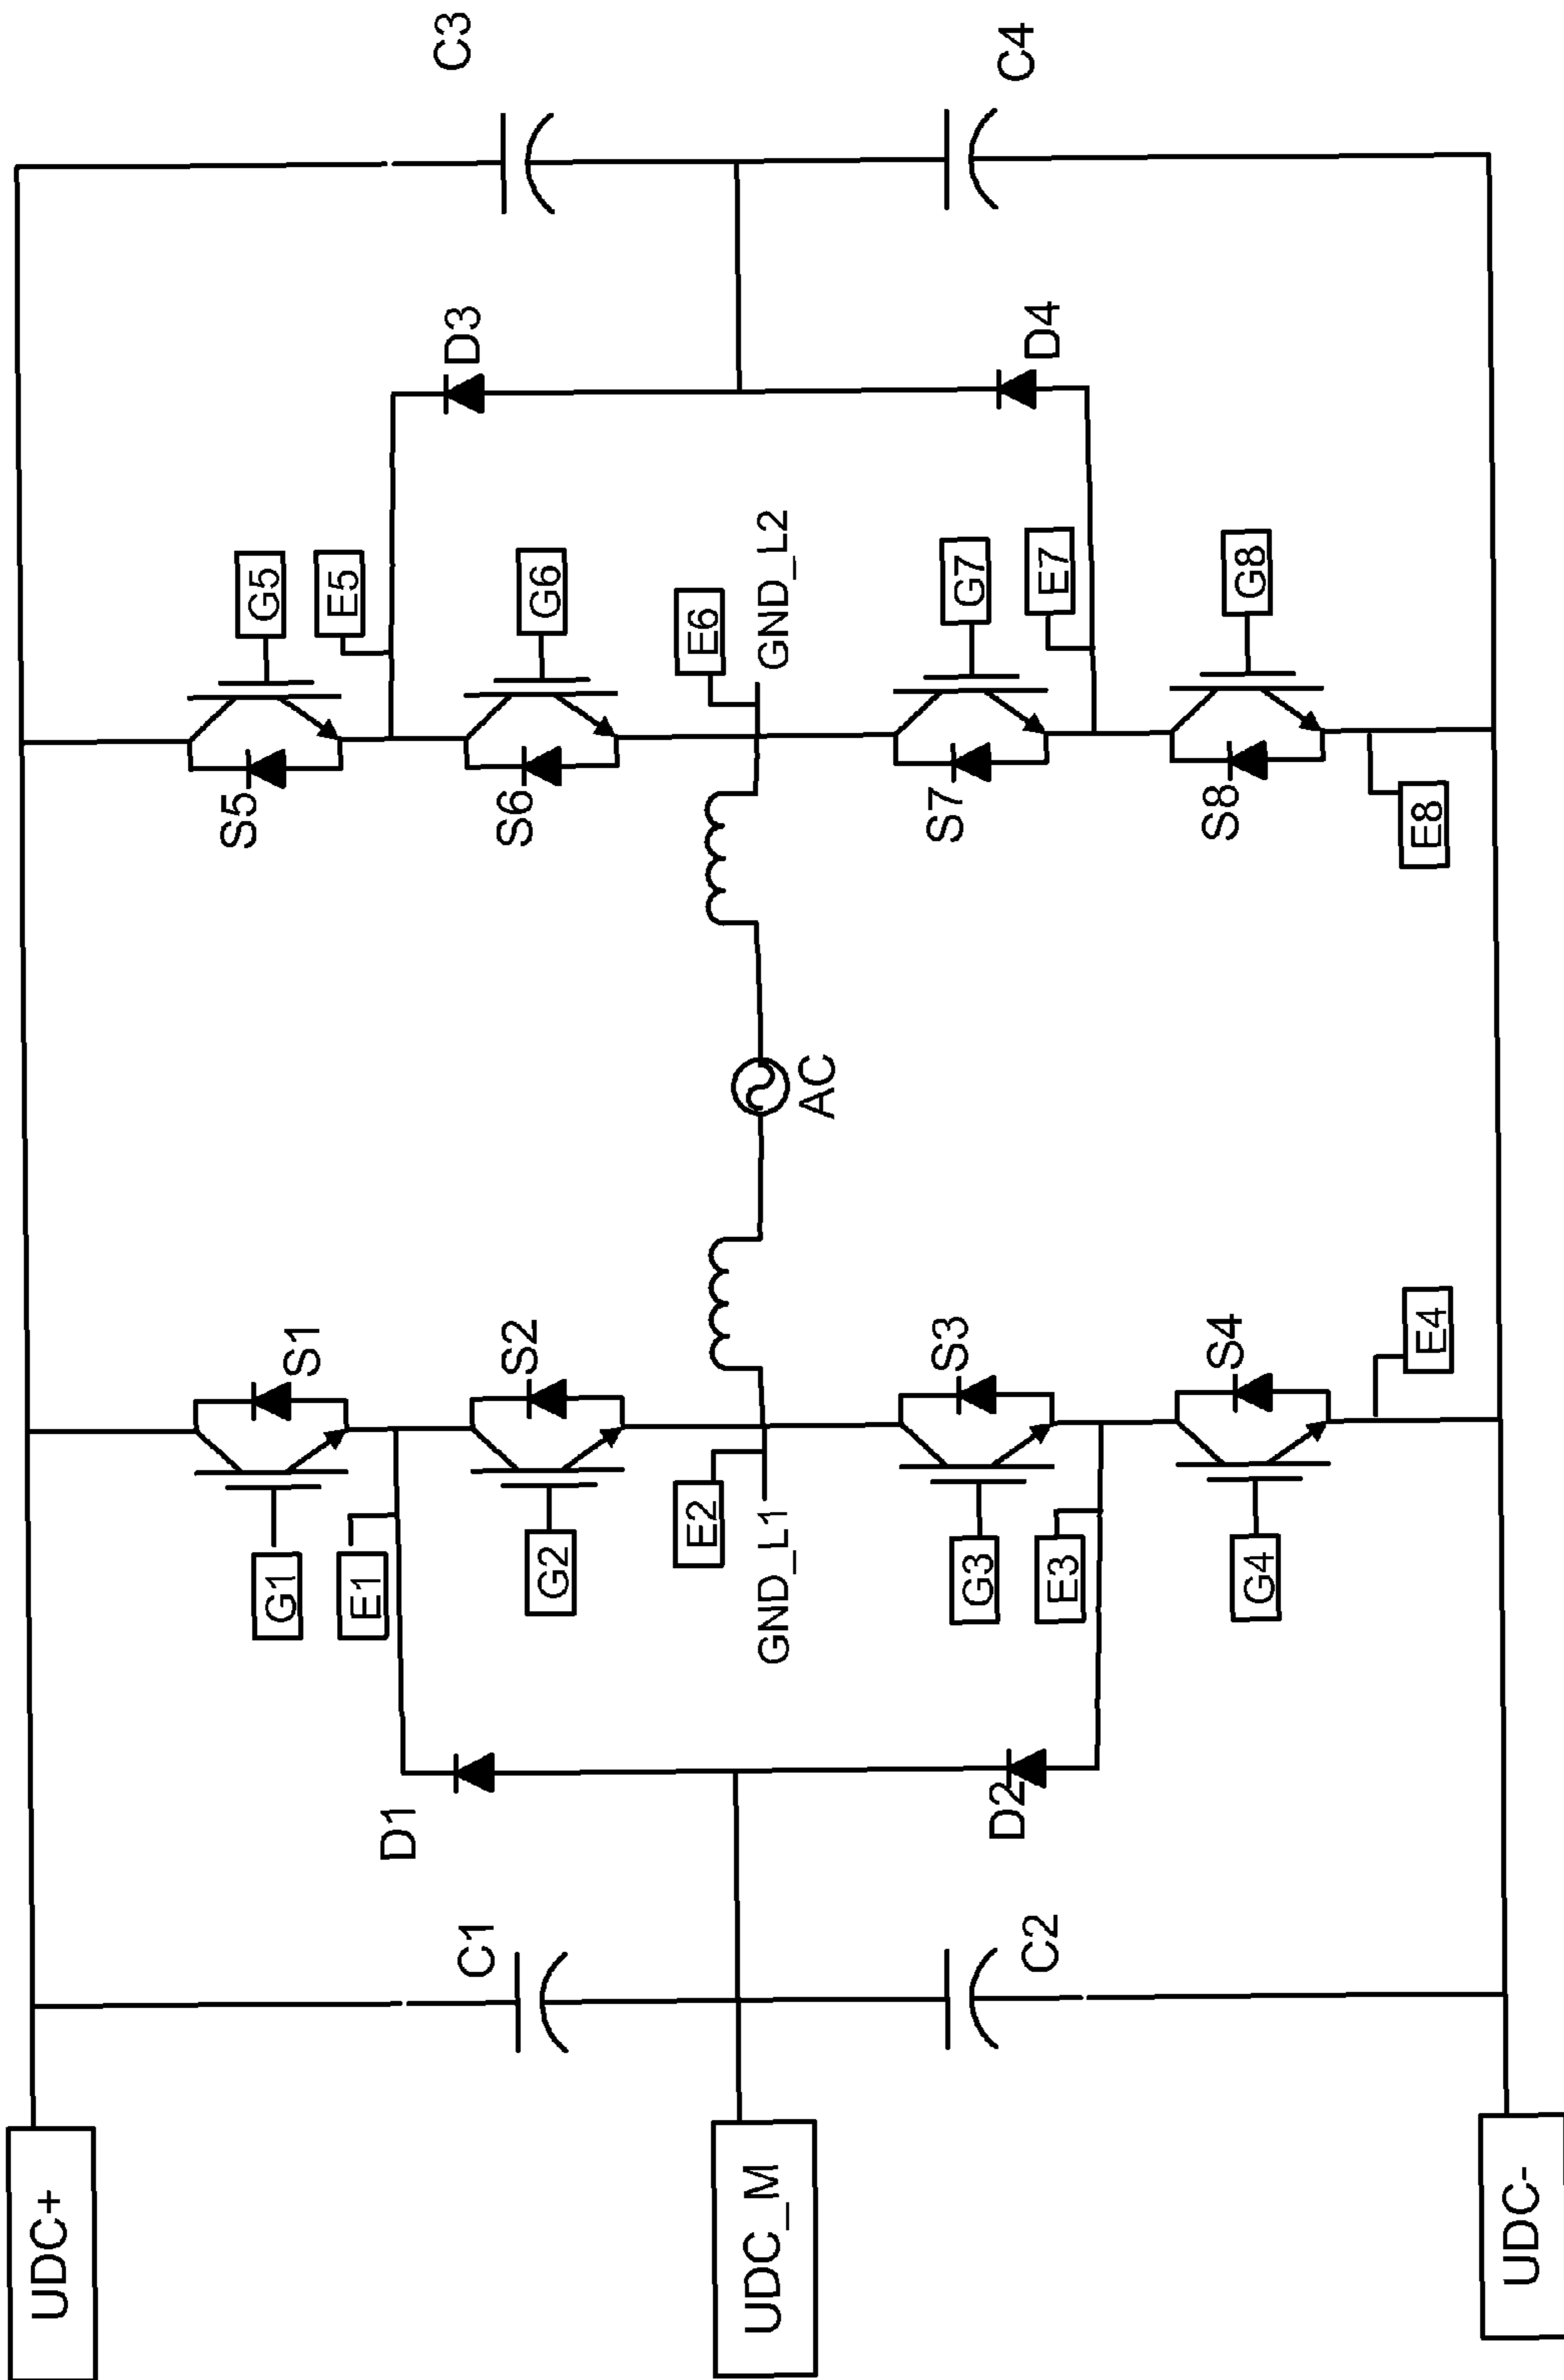 UDC+
UDC_M
UDC-
C1
C2
D1
D2
G1
E1
G2
E2
GND_L1
G3
E3
G4
E4
S1
S2
S3
S4
AC
S5
S6
S7
S8
E8
G5
E5
G6
E6
GND_L2
G7
E7
G8
D3
D4
C3
C4